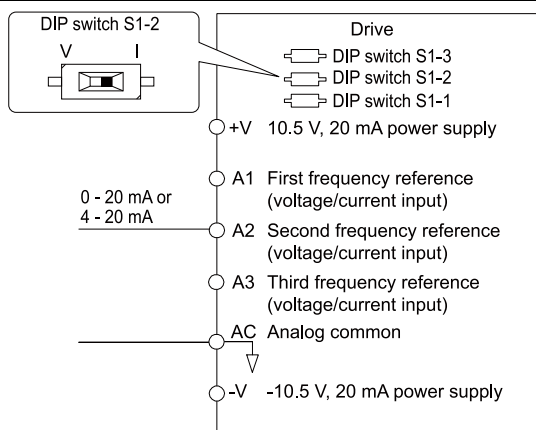 DIP switch S1-2
V I
Drive
DIP switch S1-3
DIP switch S1-2
DIP switch S1-1
+V 10.5 V, 20 mA power supply
A1 First frequency reference
(voltage/current input)
0 - 20 mA or
4 - 20 mA
A2 Second frequency reference
(voltage/current input)
A3 Third frequency reference
(voltage/current input)
AC Analog common
-V -10.5 V, 20 mA power supply